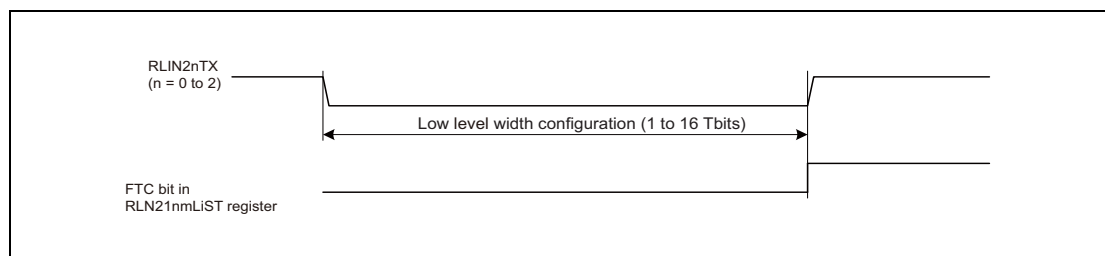 RLIN2nTX
(n = 0 to 2)
Low level width configuration (1 to 16 Tbits)
FTC bit in
RLN21nmLiST register